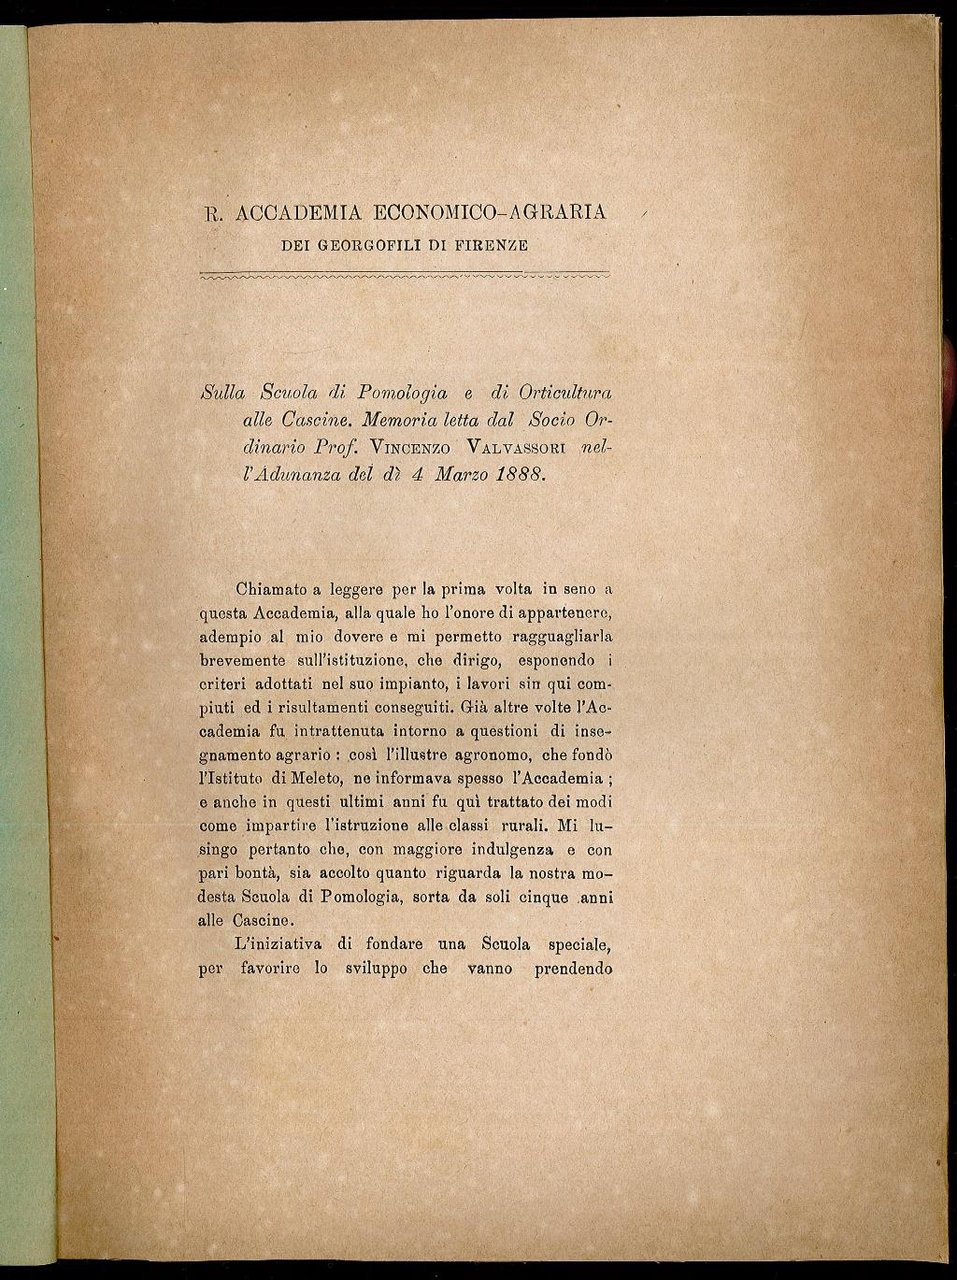 R. ACCADEMIA ECONOMICO-AGRARIA
DEI GEORGOFILI DI FIRENZE
Sulla Scuola di Pomologia e di Orticultura
alle Cascine. Memoria letta dal Socio Or-
dinario Prof. VINCENZO VALVASSORI nel-
l'Adunanza del dì 4 Marzo 1888.
Chiamato a leggere per la prima volta in seno a
questa Accademia, alla quale ho l'onore di appartenere,
adempio al mio dovere e mi permetto ragguagliarla
brevemente sull'istituzione, che dirigo, esponendo i
criteri adottati nel suo impianto, i lavori sin qui com-
piuti ed i risultamenti conseguiti. Già altre volte l'Ac-
cademia fu intrattenuta intorno a questioni di inse-
gnamento agrario : così l'illustre agronomo, che fondò
l'Istituto di Meleto, ne informava spesso l'Accademia ;
e anche in questi ultimi anni fu quì trattato dei modi
come impartire l'istruzione alle classi rurali. Mi lu-
singo pertanto che, con maggiore indulgenza e con
pari bontà, sia accolto quanto riguarda la nostra mo-
desta Scuola di Pomologia, sorta da soli cinque anni
alle Cascine.
L'iniziativa di fondare una Scuola speciale,
per favorire lo sviluppo che vanno prendendo